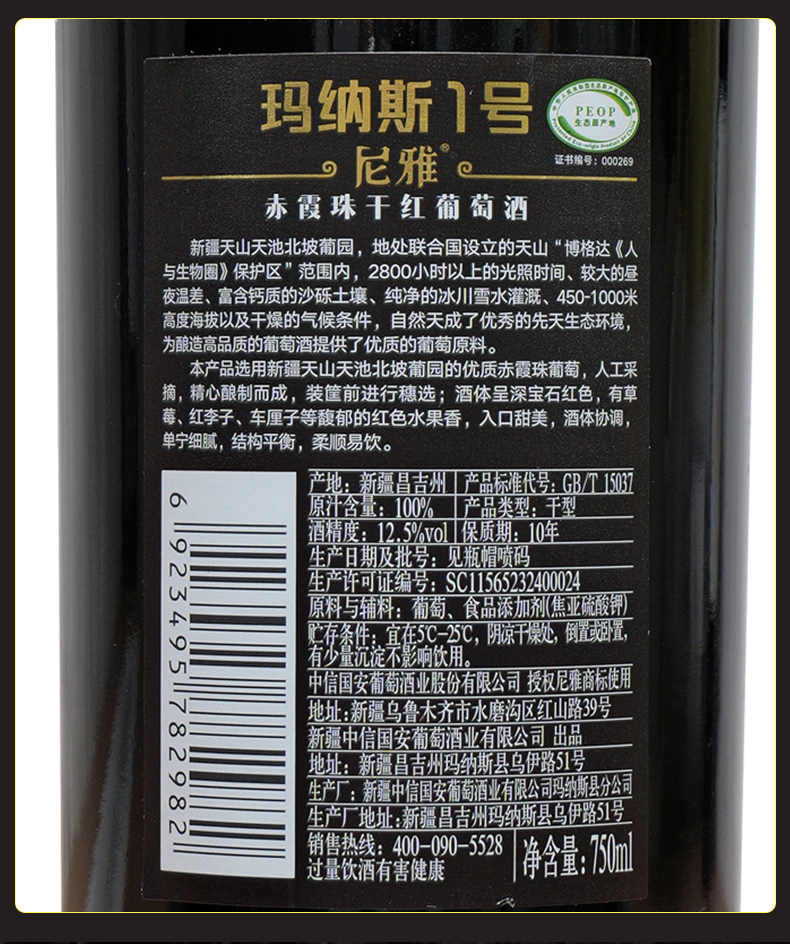 玛纳斯1号
PEOP
生态原产地
证书编号：000269
尼雅®
赤霞珠干红葡萄酒
新疆天山天池北坡葡园，地处联合国设立的天山“博格达《人
与生物圈》保护区”范围内，2800小时以上的光照时间、较大的昼
夜温差、富含钙质的沙砾土壤、纯净的冰川雪水灌溉、450-1000米
高度海拔以及干燥的气候条件，自然天成了优秀的先天生态环境，
为酿造高品质的葡萄酒提供了优质的葡萄原料。
本产品选用新疆天山天池北坡葡园的优质赤霞珠葡萄，人工采
摘，精心酿制而成，装筐前进行穗选；酒体呈深宝石红色，有草
莓、红李子、车厘子等馥郁的红色水果香，入口甜美，酒体协调，
单宁细腻，结构平衡，柔顺易饮。
产地：新疆昌吉州 产品标准代号：GB/T 15037
原汁含量：100% 产品类型：干型
酒精度：12.5%vol 保质期：10年
生产日期及批号：见瓶帽喷码
生产许可证编号：SC11565232400024
原料与辅料：葡萄、食品添加剂(焦亚硫酸钾)
贮存条件：宜在5℃-25℃，阴凉干燥处，倒置或卧置，
有少量沉淀不影响饮用。
中信国安葡萄酒业股份有限公司 授权尼雅商标使用
地址：新疆乌鲁木齐市水磨沟区红山路39号
新疆中信国安葡萄酒业有限公司 出品
地址：新疆昌吉州玛纳斯县乌伊路51号
生产厂：新疆中信国安葡萄酒业有限公司玛纳斯县分公司
生产厂地址：新疆昌吉州玛纳斯县乌伊路51号
销售热线：400-090-5528
过量饮酒有害健康
净含量：750ml
6 923495 782982